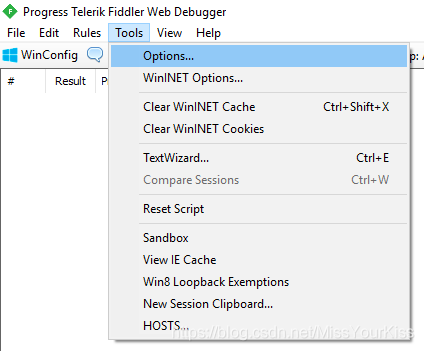 Progress Telerik Fiddler Web Debugger
File Edit Rules Tools View Help
WinConfig
# Result
Options...
WinINET Options...
Clear WinINET Cache Ctrl+Shift+X
Clear WinINET Cookies
TextWizard... Ctrl+E
Compare Sessions Ctrl+W
Reset Script
Sandbox
View IE Cache
Win8 Loopback Exemptions
New Session Clipboard...
HOSTS...
https://blog.csdn.net/MissYourKiss